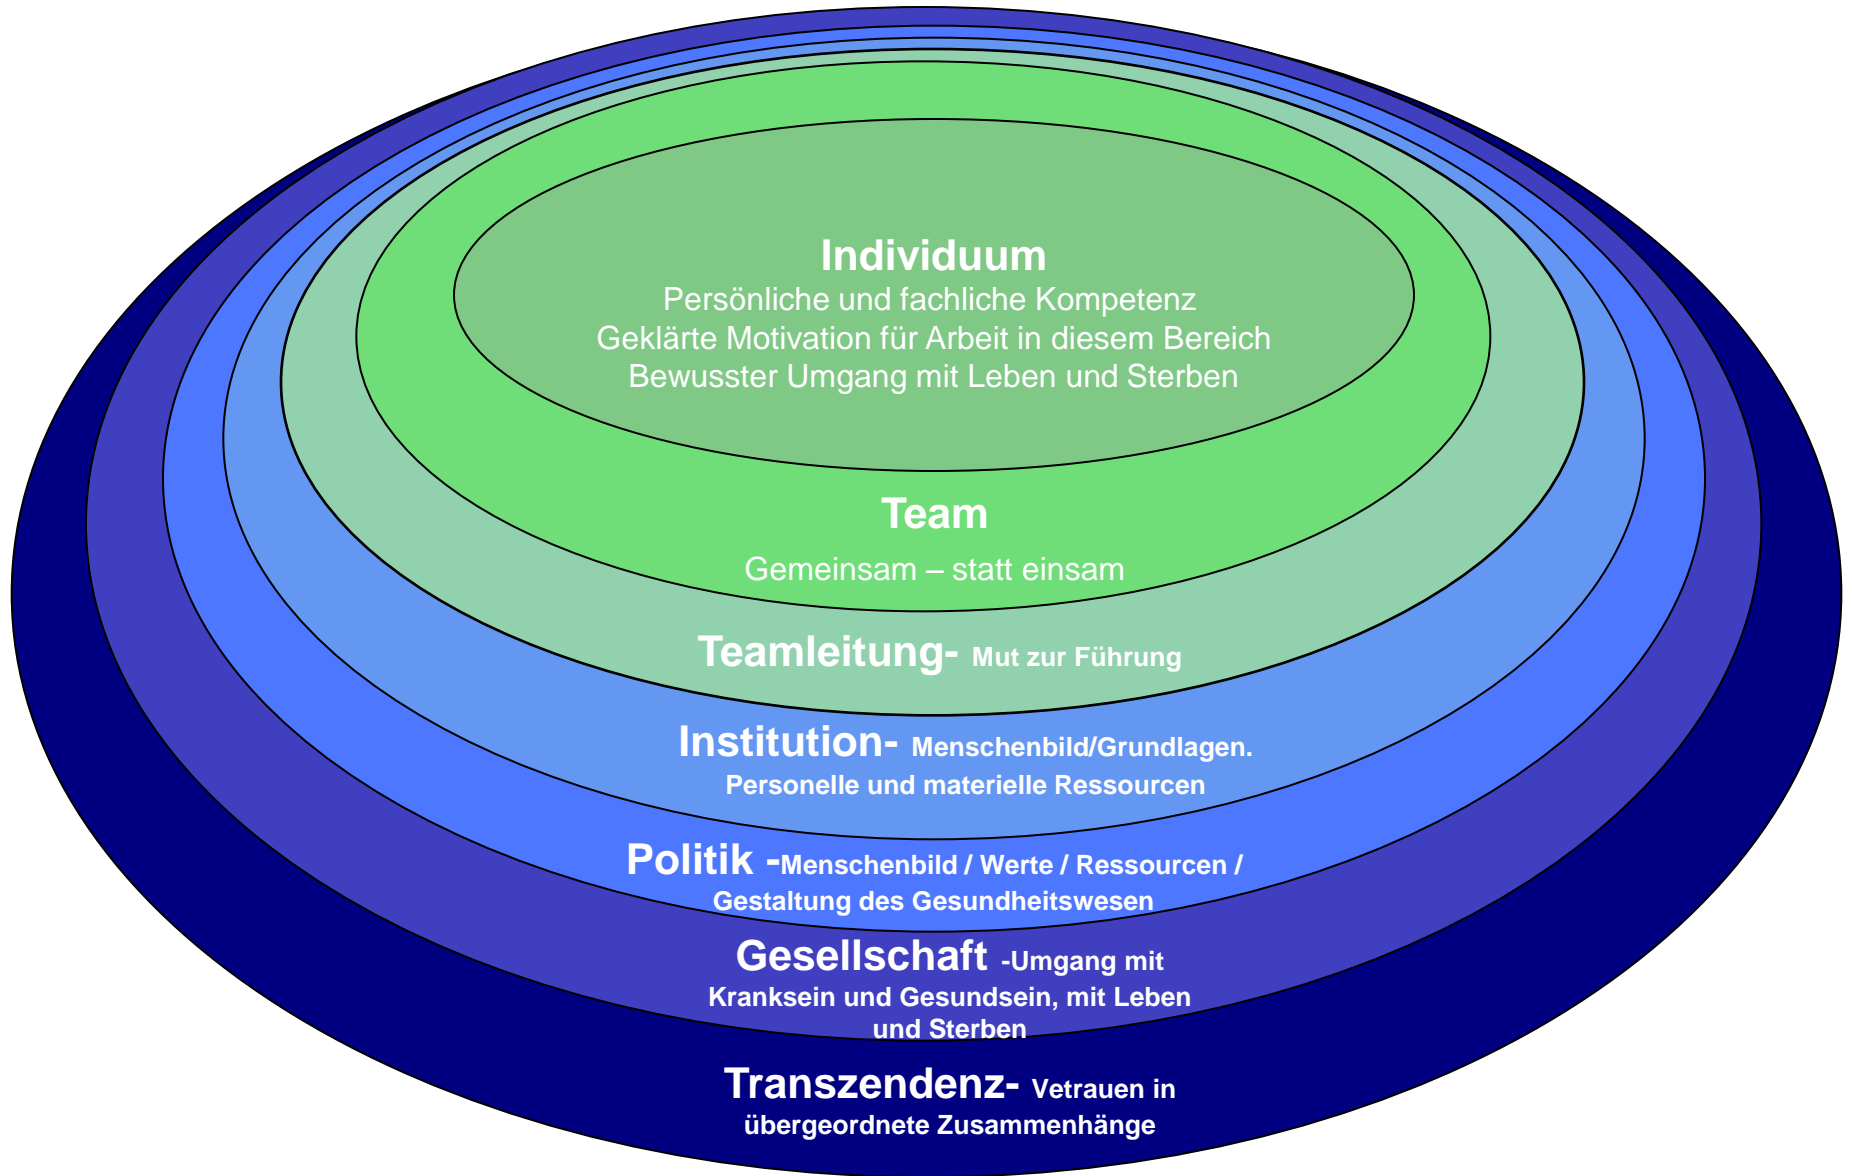 Individuum
Persönliche und fachliche Kompetenz
Geklärte Motivation für Arbeit in diesem Bereich
Bewusster Umgang mit Leben und Sterben
Team
Gemeinsam – statt einsam
Teamleitung- Mut zur Führung
Institution- Menschenbild/Grundlagen.
Personelle und materielle Ressourcen
Politik -Menschenbild / Werte / Ressourcen /
Gestaltung des Gesundheitswesen
Gesellschaft -Umgang mit
Kranksein und Gesundsein, mit Leben
und Sterben
Transzendenz- Vetrauen in
übergeordnete Zusammenhänge